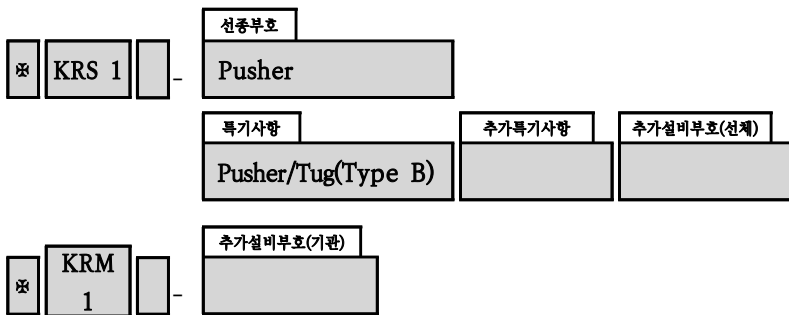 선종부호
✠ KRS 1 - Pusher
특기사항 추가특기사항 추가설비부호(선체)
Pusher/Tug(Type B)
추가설비부호(기관)
✠ KRM 1 -